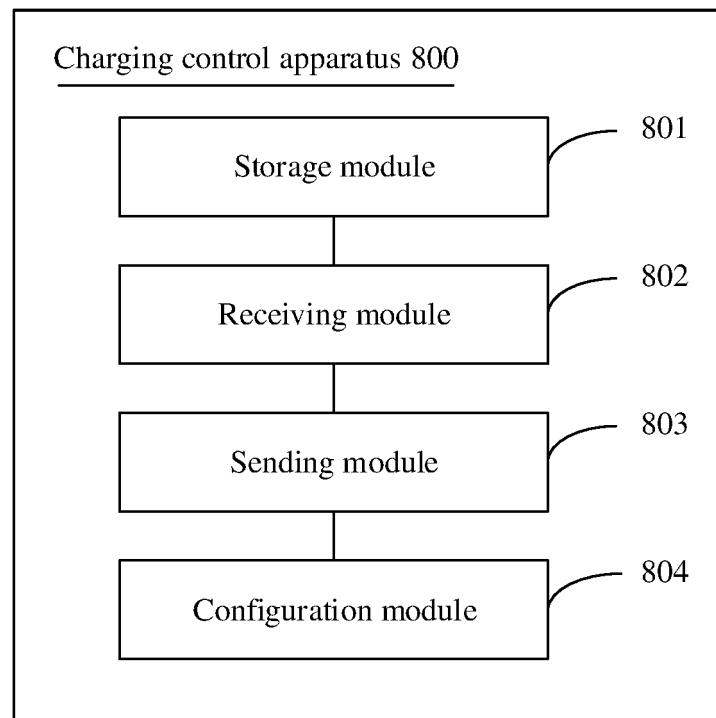 Charging control apparatus 800
801
Storage module
802
Receiving module
803
Sending module
804
Configuration module